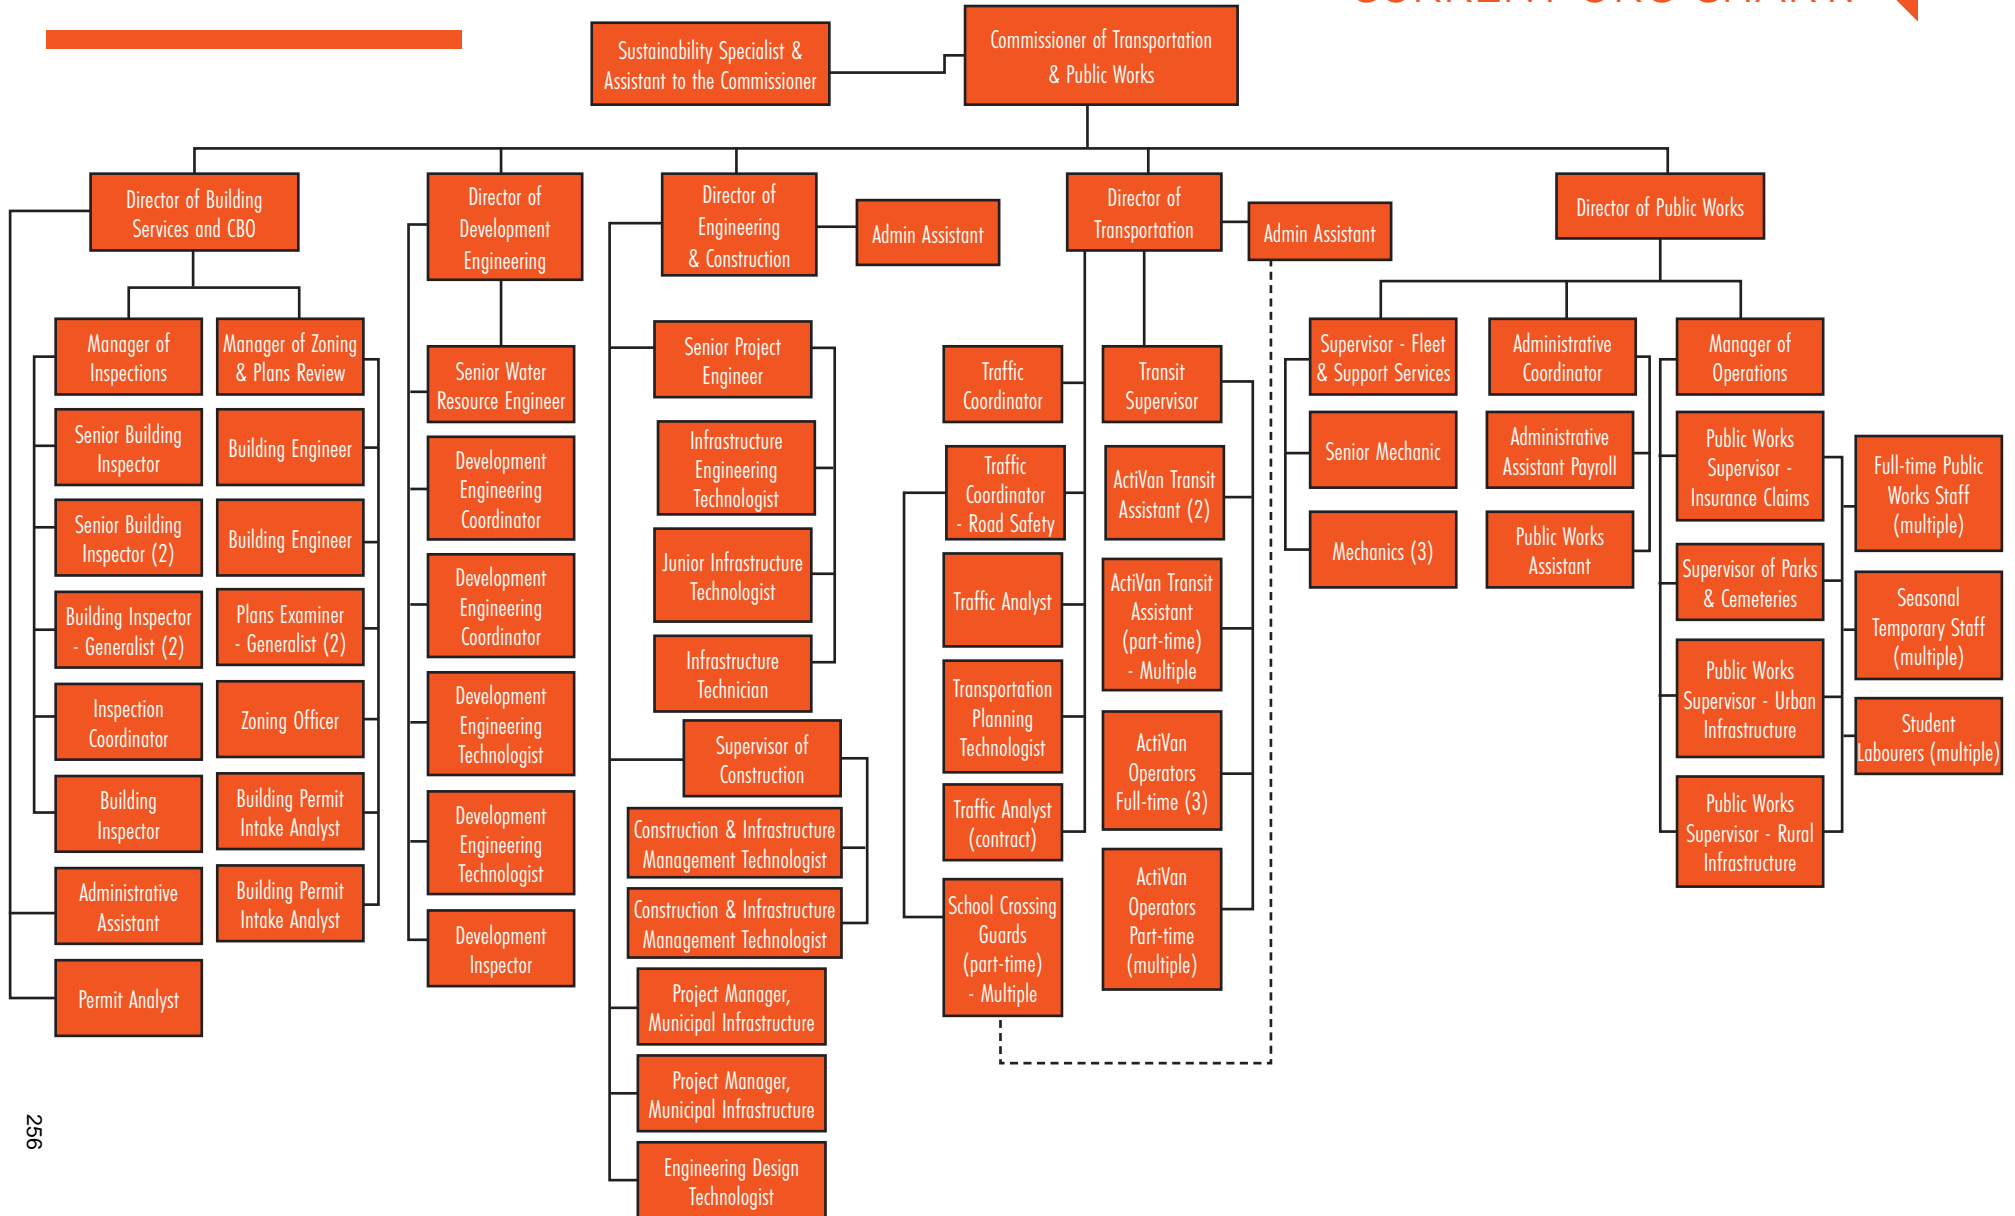 CURRENT ORG CHART:
Sustainability Specialist &
Assistant to the Commissioner
Commissioner of Transportation
& Public Works
Director of Building
Services and CBO
Director of
Development
Engineering
Director of
Engineering
& Construction
Admin Assistant
Director of
Transportation
Admin Assistant
Director of Public Works
Manager of
Inspections
Senior Building
Inspector
Senior Building
Inspector (2)
Building Inspector
- Generalist (2)
Inspection
Coordinator
Building
Inspector
Administrative
Assistant
Permit Analyst
Manager of Zoning
& Plans Review
Building Engineer
Building Engineer
Plans Examiner
- Generalist (2)
Zoning Officer
Building Permit
Intake Analyst
Building Permit
Intake Analyst
Senior Water
Resource Engineer
Development
Engineering
Coordinator
Development
Engineering
Coordinator
Development
Engineering
Technologist
Development
Engineering
Technologist
Development
Inspector
Senior Project
Engineer
Infrastructure
Engineering
Technologist
Junior Infrastructure
Technologist
Infrastructure
Technician
Supervisor of
Construction
Construction & Infrastructure
Management Technologist
Construction & Infrastructure
Management Technologist
Project Manager,
Municipal Infrastructure
Project Manager,
Municipal Infrastructure
Engineering Design
Technologist
Traffic
Coordinator
Traffic
Coordinator
- Road Safety
Traffic Analyst
Transportation
Planning
Technologist
Traffic Analyst
(contract)
School Crossing
Guards
(part-time)
- Multiple
Transit
Supervisor
ActiVan Transit
Assistant (2)
ActiVan Transit
Assistant
(part-time)
- Multiple
ActiVan
Operators
Full-time (3)
ActiVan
Operators
Part-time
(multiple)
Supervisor - Fleet
& Support Services
Senior Mechanic
Mechanics (3)
Administrative
Coordinator
Administrative
Assistant Payroll
Public Works
Assistant
Manager of
Operations
Public Works
Supervisor -
Insurance Claims
Supervisor of Parks
& Cemeteries
Public Works
Supervisor - Urban
Infrastructure
Public Works
Supervisor - Rural
Infrastructure
Full-time Public
Works Staff
(multiple)
Seasonal
Temporary Staff
(multiple)
Student
Labourers (multiple)
256